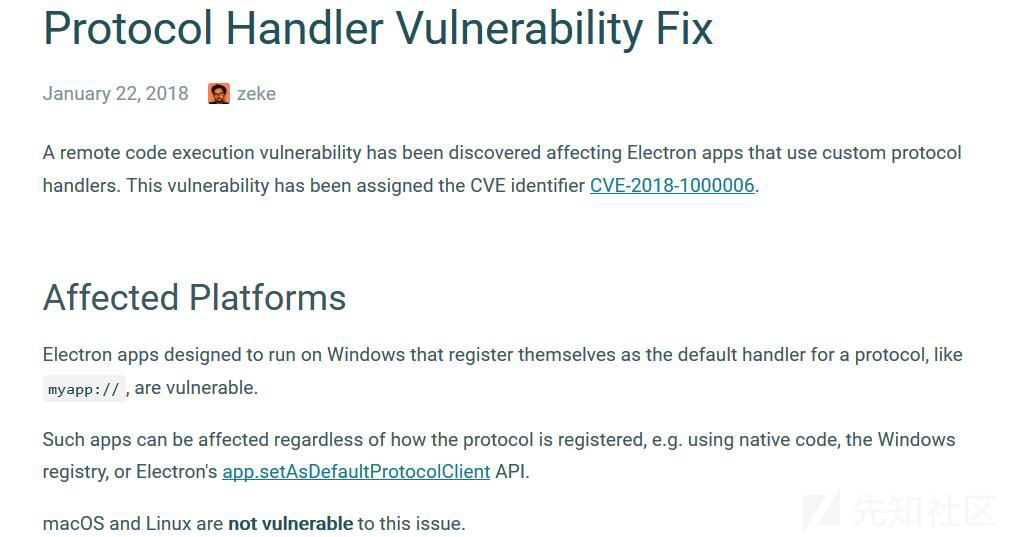 Protocol Handler Vulnerability Fix
January 22, 2018 zeke
A remote code execution vulnerability has been discovered affecting Electron apps that use custom protocol
handlers. This vulnerability has been assigned the CVE identifier CVE-2018-1000006.
Affected Platforms
Electron apps designed to run on Windows that register themselves as the default handler for a protocol, like
myapp:// , are vulnerable.
Such apps can be affected regardless of how the protocol is registered, e.g. using native code, the Windows
registry, or Electron's app.setAsDefaultProtocolClient API.
macOS and Linux are not vulnerable to this issue.
先知社区